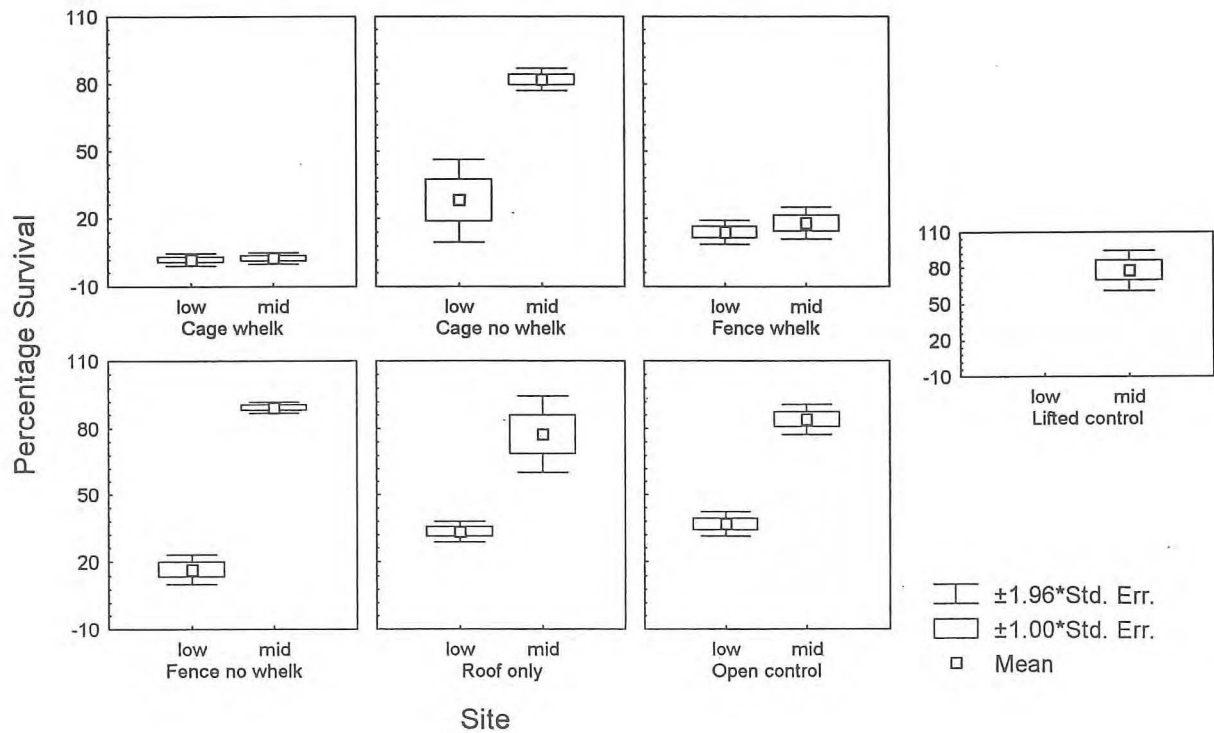 Percentage Survival
110
80
50
20
-10
low mid
Cage whelk
low mid
Cage no whelk
low mid
Fence whelk
110
80
50
20
-10
low mid
Lifted control
110
80
50
20
-10
low mid
Fence no whelk
low mid
Roof only
low mid
Open control
±1.96*Std. Err.
±1.00*Std. Err.
Mean
Site